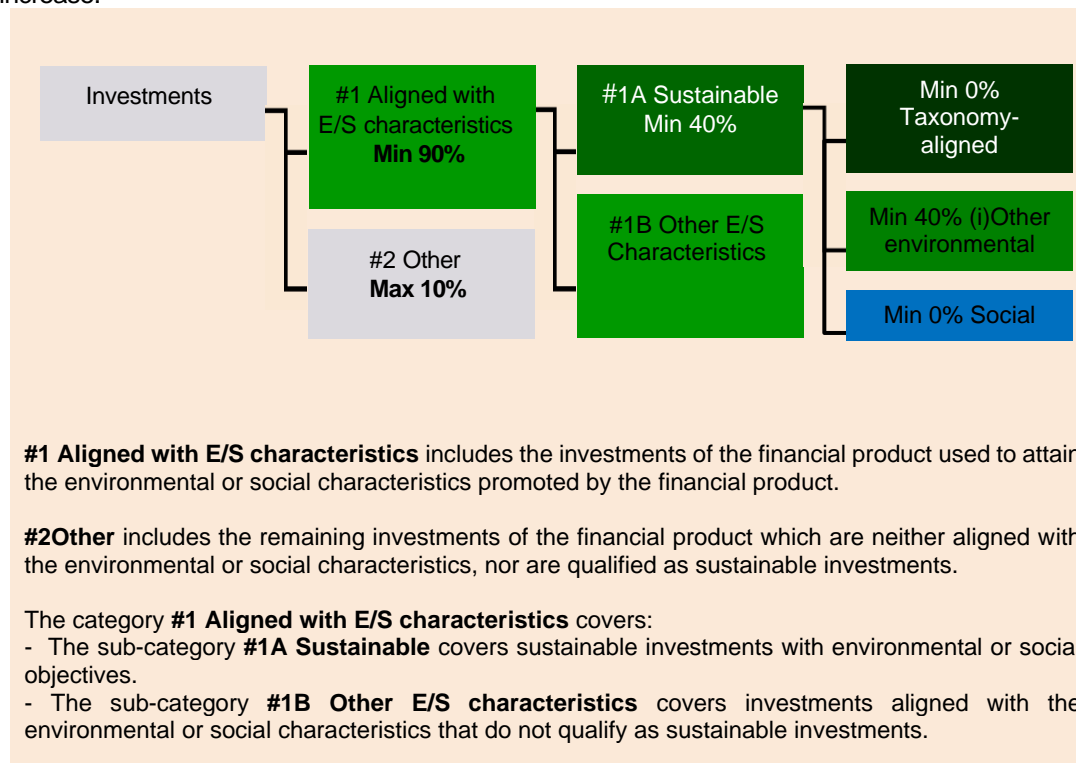 increase.
Investments
#1 Aligned with
E/S characteristics
Min 90%
#2 Other
Max 10%
#1A Sustainable
Min 40%
#1B Other E/S
Characteristics
Min 0%
Taxonomy-
aligned
Min 40% (i)Other
environmental
Min 0% Social
#1 Aligned with E/S characteristics includes the investments of the financial product used to attain
the environmental or social characteristics promoted by the financial product.
#2Other includes the remaining investments of the financial product which are neither aligned with
the environmental or social characteristics, nor are qualified as sustainable investments.
The category #1 Aligned with E/S characteristics covers:
- The sub-category #1A Sustainable covers sustainable investments with environmental or social
objectives.
- The sub-category #1B Other E/S characteristics covers investments aligned with the
environmental or social characteristics that do not qualify as sustainable investments.